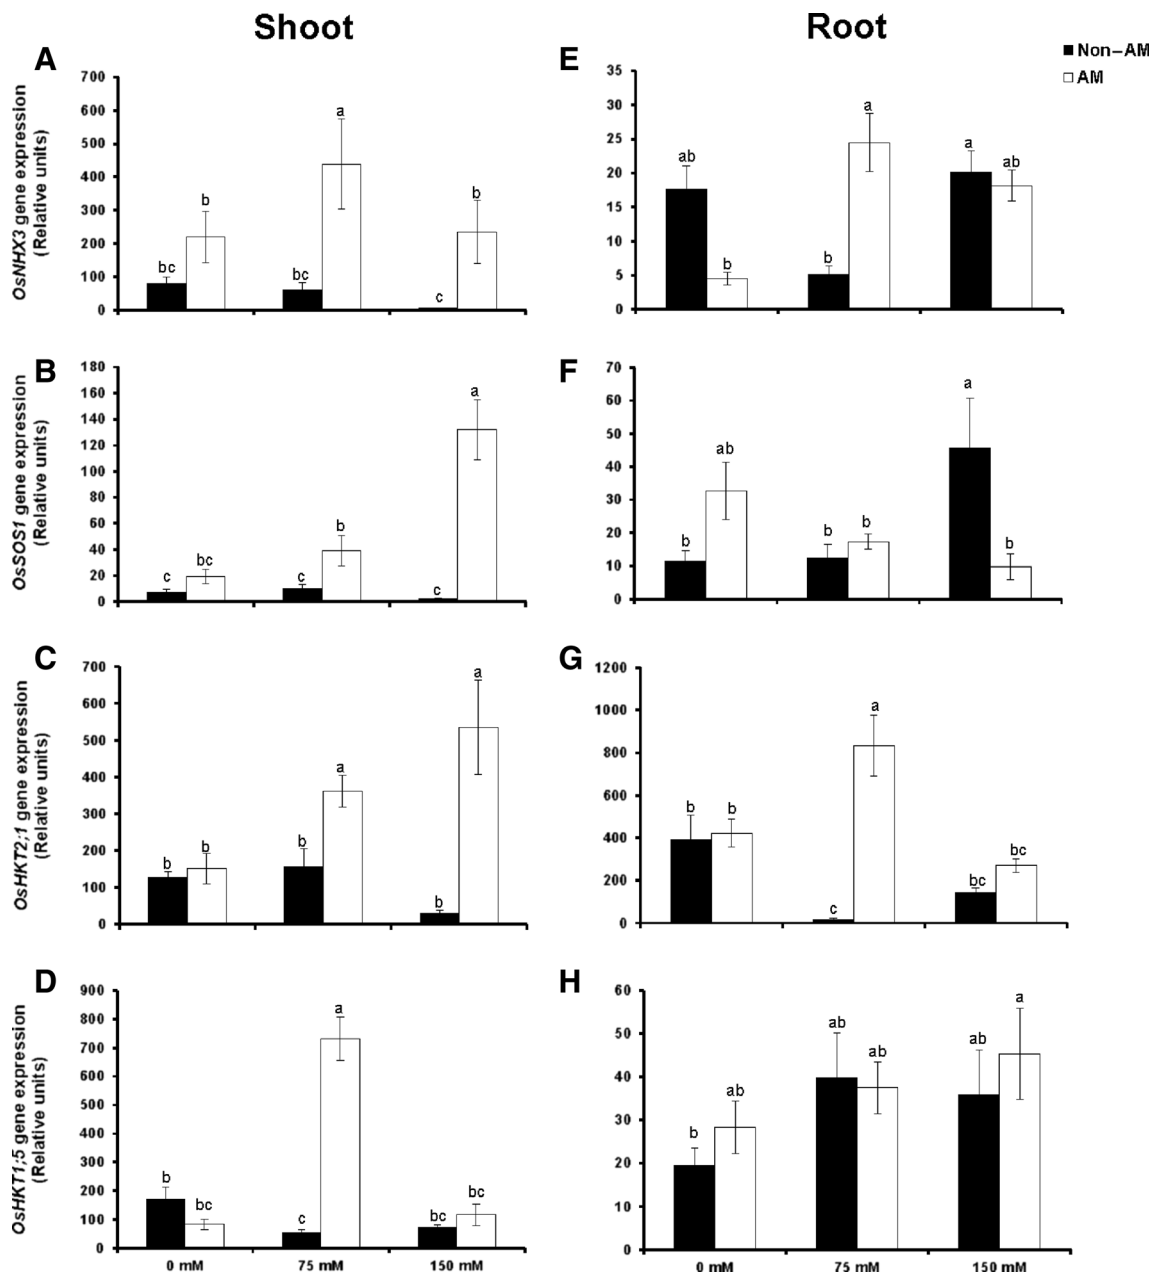 Shoot
Root
Non–AM
AM
A
OsNHX3 gene expression
(Relative units)
700
600
500
400
300
200
100
0
bc
b
bc
a
c
b
E
35
30
25
20
15
10
5
0
ab
b
b
a
a
ab
B
OsSOS1 gene expression
(Relative units)
180
160
140
120
100
80
60
40
20
0
c
bc
c
b
c
a
F
70
60
50
40
30
20
10
0
b
ab
b
b
a
b
C
OsHKT2;1 gene expression
(Relative units)
700
600
500
400
300
200
100
0
b
b
b
a
b
a
G
1200
1000
800
600
400
200
0
b
b
c
a
bc
bc
D
OsHKT1;5 gene expression
(Relative units)
900
800
700
600
500
400
300
200
100
0
b
bc
c
a
bc
bc
0 mM
75 mM
150 mM
H
60
50
40
30
20
10
0
b
ab
ab
ab
ab
a
0 mM
75 mM
150 mM